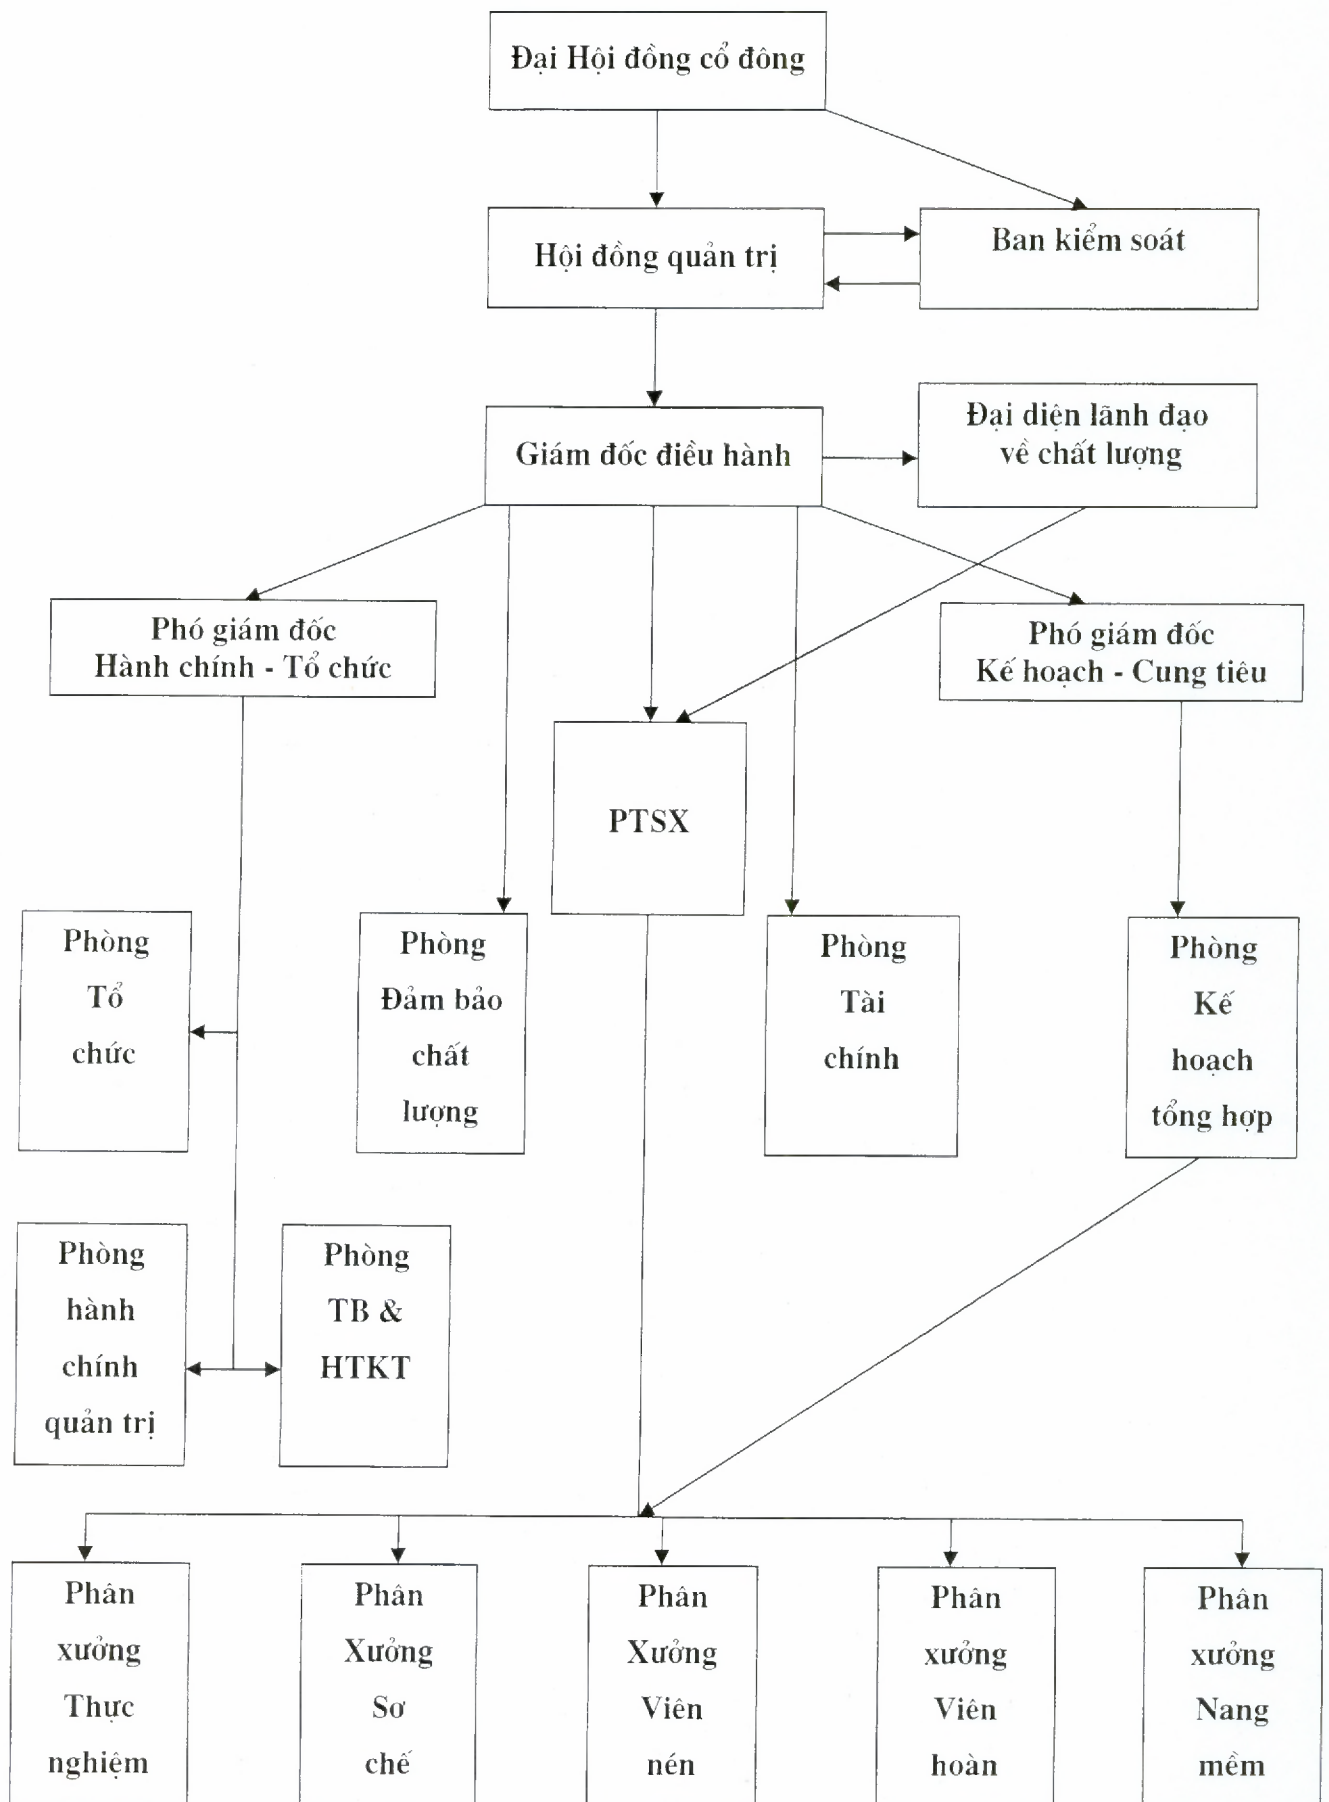 Đại Hội đồng cổ đông
Hội đồng quản trị
Ban kiểm soát
Giám đốc điều hành
Đại diện lãnh đạo
về chất lượng
Phó giám đốc
Hành chính - Tổ chức
Phó giám đốc
Kế hoạch - Cung tiêu
PTSX
Phòng
Tổ
chức
Phòng
Đảm bảo
chất
lượng
Phòng
Tài
chính
Phòng
Kế
hoạch
tổng hợp
Phòng
hành
chính
quản trị
Phòng
TB &
HTKT
Phân
xưởng
Thực
nghiệm
Phân
Xưởng
Sơ
chế
Phân
Xưởng
Viên
nén
Phân
xưởng
Viên
hoàn
Phân
xưởng
Nang
mềm